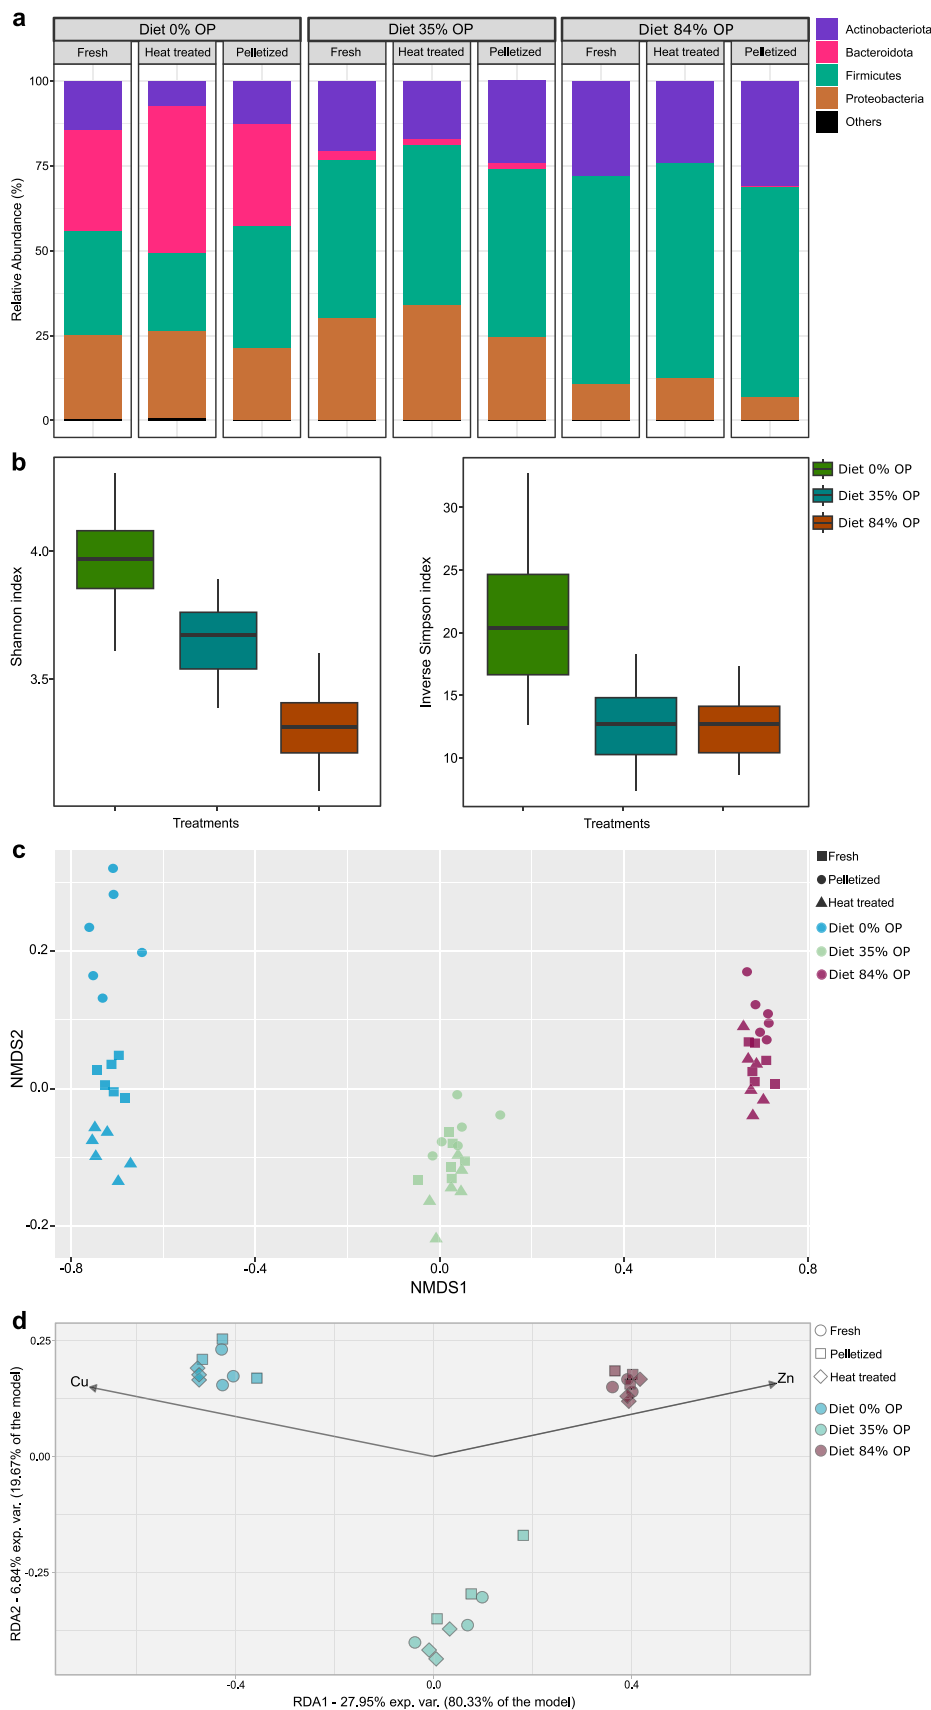 a
Diet 0% OP
Diet 35% OP
Diet 84% OP
Fresh
Heat treated
Pelletized
Fresh
Heat treated
Pelletized
Fresh
Heat treated
Pelletized
Relative Abundance (%)
100
75
50
25
0
Actinobacteriota
Bacteroidota
Firmicutes
Proteobacteria
Others
b
Shannon index
4.0
3.5
Treatments
Inverse Simpson index
30
25
20
15
10
Treatments
Diet 0% OP
Diet 35% OP
Diet 84% OP
c
NMDS2
0.2
0.0
-0.2
-0.8
-0.4
0.0
0.4
0.8
NMDS1
Fresh
Pelletized
Heat treated
Diet 0% OP
Diet 35% OP
Diet 84% OP
d
RDA2 - 6.84% exp. var. (19.67% of the model)
0.25
0.00
-0.25
Cu
Zn
-0.4
0.0
0.4
RDA1 - 27.95% exp. var. (80.33% of the model)
Fresh
Pelletized
Heat treated
Diet 0% OP
Diet 35% OP
Diet 84% OP